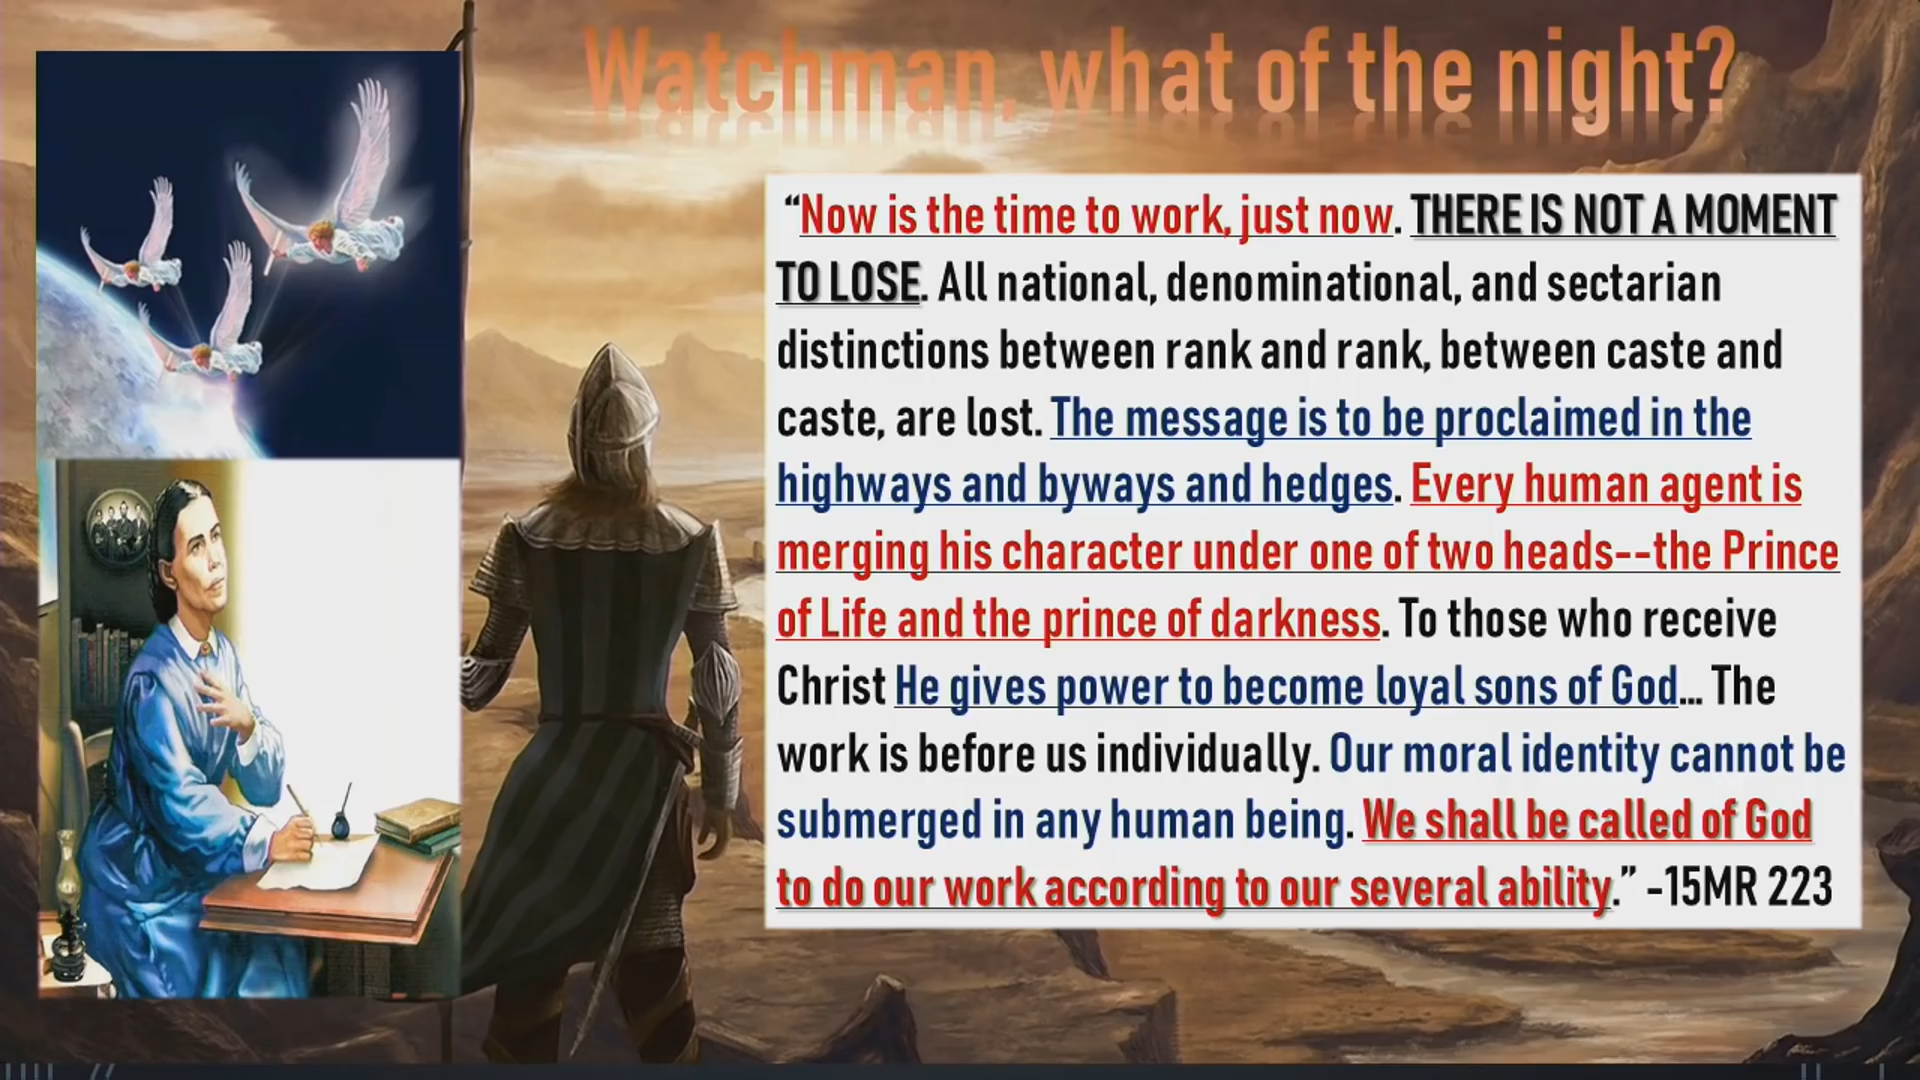 Watchman, what of the night?
“Now is the time to work, just now. THERE IS NOT A MOMENT
TO LOSE. All national, denominational, and sectarian
distinctions between rank and rank, between caste and
caste, are lost. The message is to be proclaimed in the
highways and byways and hedges. Every human agent is
merging his character under one of two heads--the Prince
of Life and the prince of darkness. To those who receive
Christ He gives power to become loyal sons of God... The
work is before us individually. Our moral identity cannot be
submerged in any human being. We shall be called of God
to do our work according to our several ability.” -15MR 223